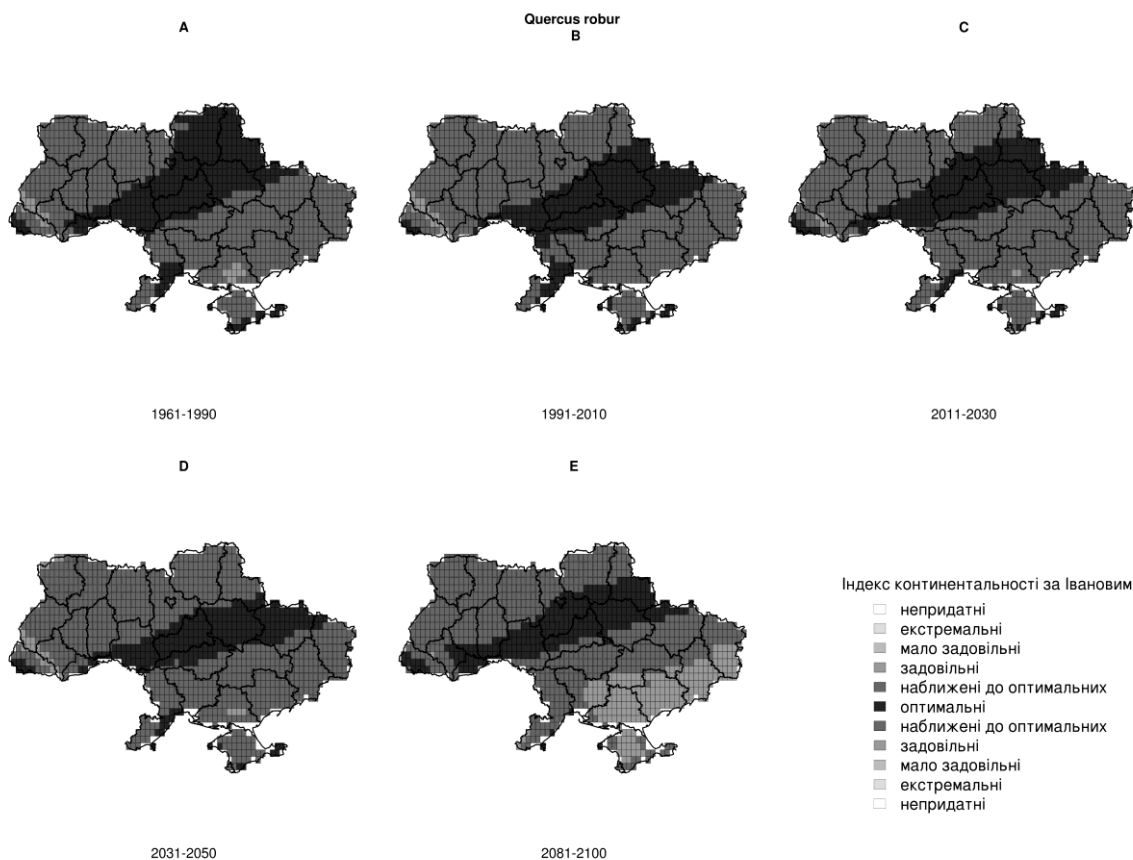 Quercus robur
A
B
C
1961-1990
1991-2010
2011-2030
D
E
Індекс континентальності за Івановим
непридатні
екстремальні
мало задовільні
задовільні
наближені до оптимальних
оптимальні
наближені до оптимальних
задовільні
мало задовільні
екстремальні
непридатні
2031-2050
2081-2100